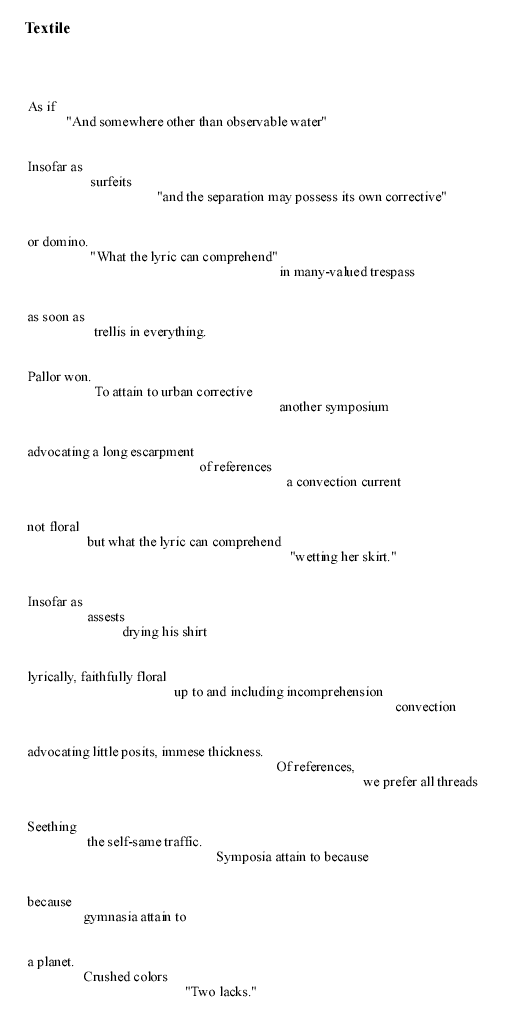 Textile
As if
"And somewhere other than observable water"
Insofar as
surfeits
"and the separation may possess its own corrective"
or domino.
"What the lyric can comprehend"
in many-valued trespass
as soon as
trellis in everything.
Pallor won.
To attain to urban corrective
another symposium
advocating a long escarpment
of references
a convection current
not floral
but what the lyric can comprehend
"wetting her skirt."
Insofar as
assests
drying his shirt
lyrically, faithfully floral
up to and including incomprehension
convection
advocating little posits, immese thickness.
Of references,
we prefer all threads
Seething
the self-same traffic.
Symposia attain to because
because
gymnasia attain to
a planet.
Crushed colors
"Two lacks."